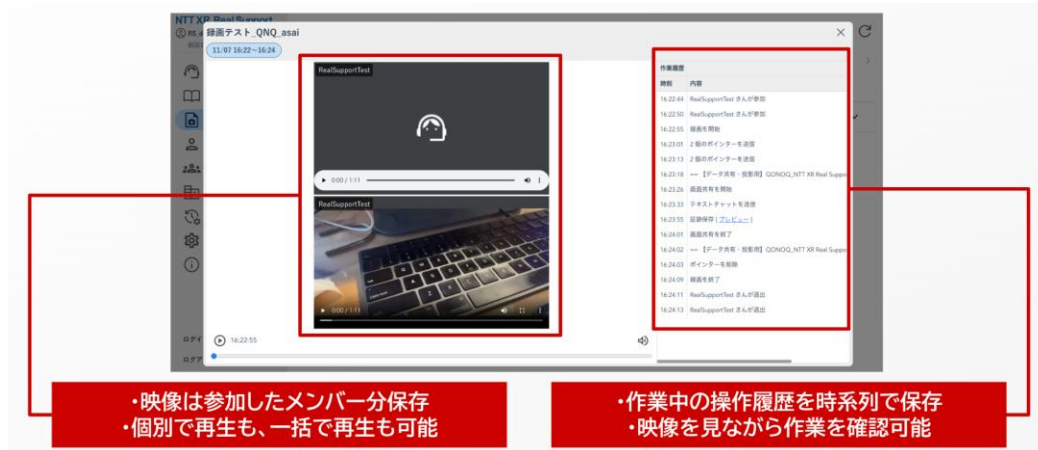 NTT XR Real Support
録画テスト_QNQ_asai
11/07 16:22~16:24
RealSupportTest
0:00 / 1:11
RealSupportTest
0:00 / 1:11
16:22:55
作業履歴
時刻 内容
16:22:44 RealSupportTest さんが参加
16:22:50 RealSupportTest さんが参加
16:22:55 録画を開始
16:23:01 2 個のポインターを送信
16:23:13 2 個のポインターを送信
16:23:18 ++ 【データ共有・投影用】QONOQ_NTT XR Real Suppo
16:23:26 画面共有を開始
16:23:33 テキストチャットを送信
16:23:55 証跡保存 [ プレビュー ]
16:24:01 画面共有を終了
16:24:02 ++ 【データ共有・投影用】QONOQ_NTT XR Real Suppo
16:24:03 ポインターを削除
16:24:09 録画を終了
16:24:11 RealSupportTest さんが退出
16:24:13 RealSupportTest さんが退出
ログイ
ログア
・映像は参加したメンバー分保存
・個別で再生も、一括で再生も可能
・作業中の操作履歴を時系列で保存
・映像を見ながら作業を確認可能